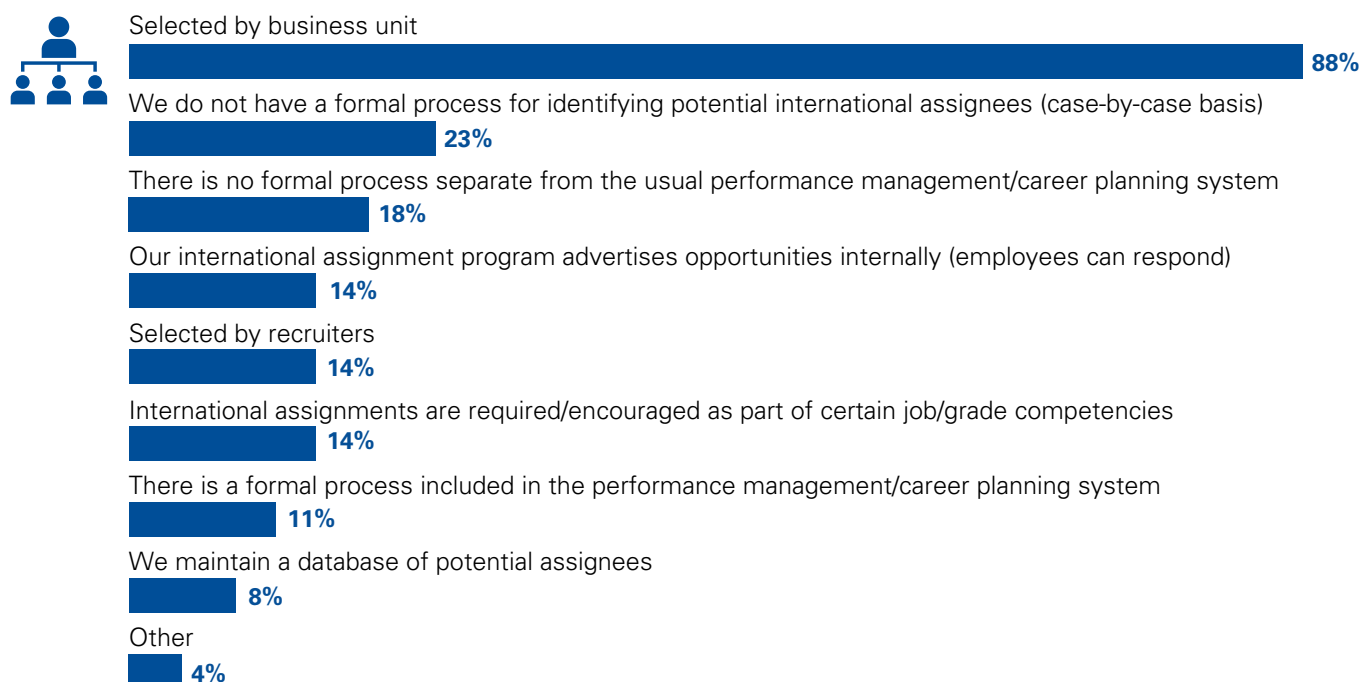 Selected by business unit
88%
We do not have a formal process for identifying potential international assignees (case-by-case basis)
23%
There is no formal process separate from the usual performance management/career planning system
18%
Our international assignment program advertises opportunities internally (employees can respond)
14%
Selected by recruiters
14%
International assignments are required/encouraged as part of certain job/grade competencies
14%
There is a formal process included in the performance management/career planning system
11%
We maintain a database of potential assignees
8%
Other
4%